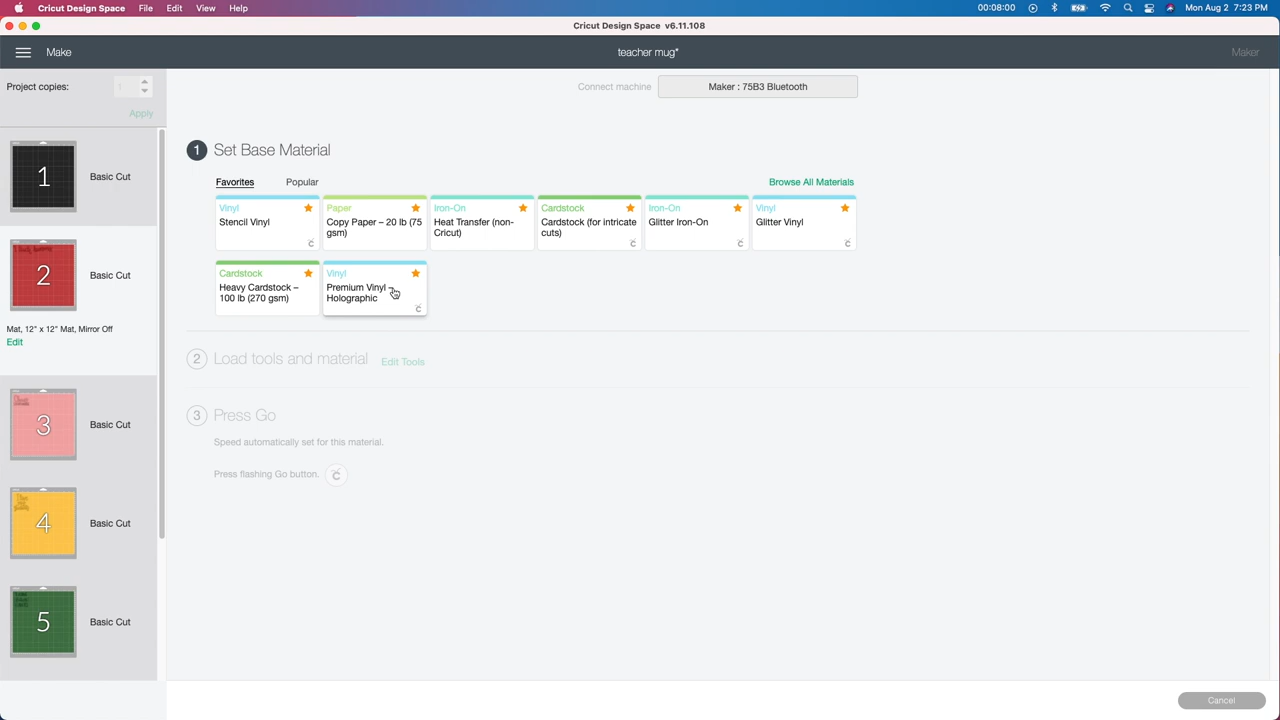 Cricut Design Space File Edit View Help 00:08:00 Mon Aug 2 7:23 PM
Cricut Design Space v6.11.108
Make teacher mug* Maker
Project copies: 1
Connect machine Maker : 75B3 Bluetooth
Apply
1 Set Base Material
1 Basic Cut
Favorites Popular Browse All Materials
Vinyl Paper Iron-On Cardstock Iron-On Vinyl
Stencil Vinyl Copy Paper – 20 lb (75 Heat Transfer (non- Cardstock (for intricate Glitter Iron-On Glitter Vinyl
gsm) Cricut) cuts)
2 Basic Cut
Cardstock Vinyl
Heavy Cardstock – Premium Vinyl –
100 lb (270 gsm) Holographic
Mat, 12" x 12" Mat, Mirror Off
Edit
2 Load tools and material Edit Tools
3 Press Go
3 Basic Cut
Speed automatically set for this material.
Press flashing Go button.
4 Basic Cut
5 Basic Cut
Cancel